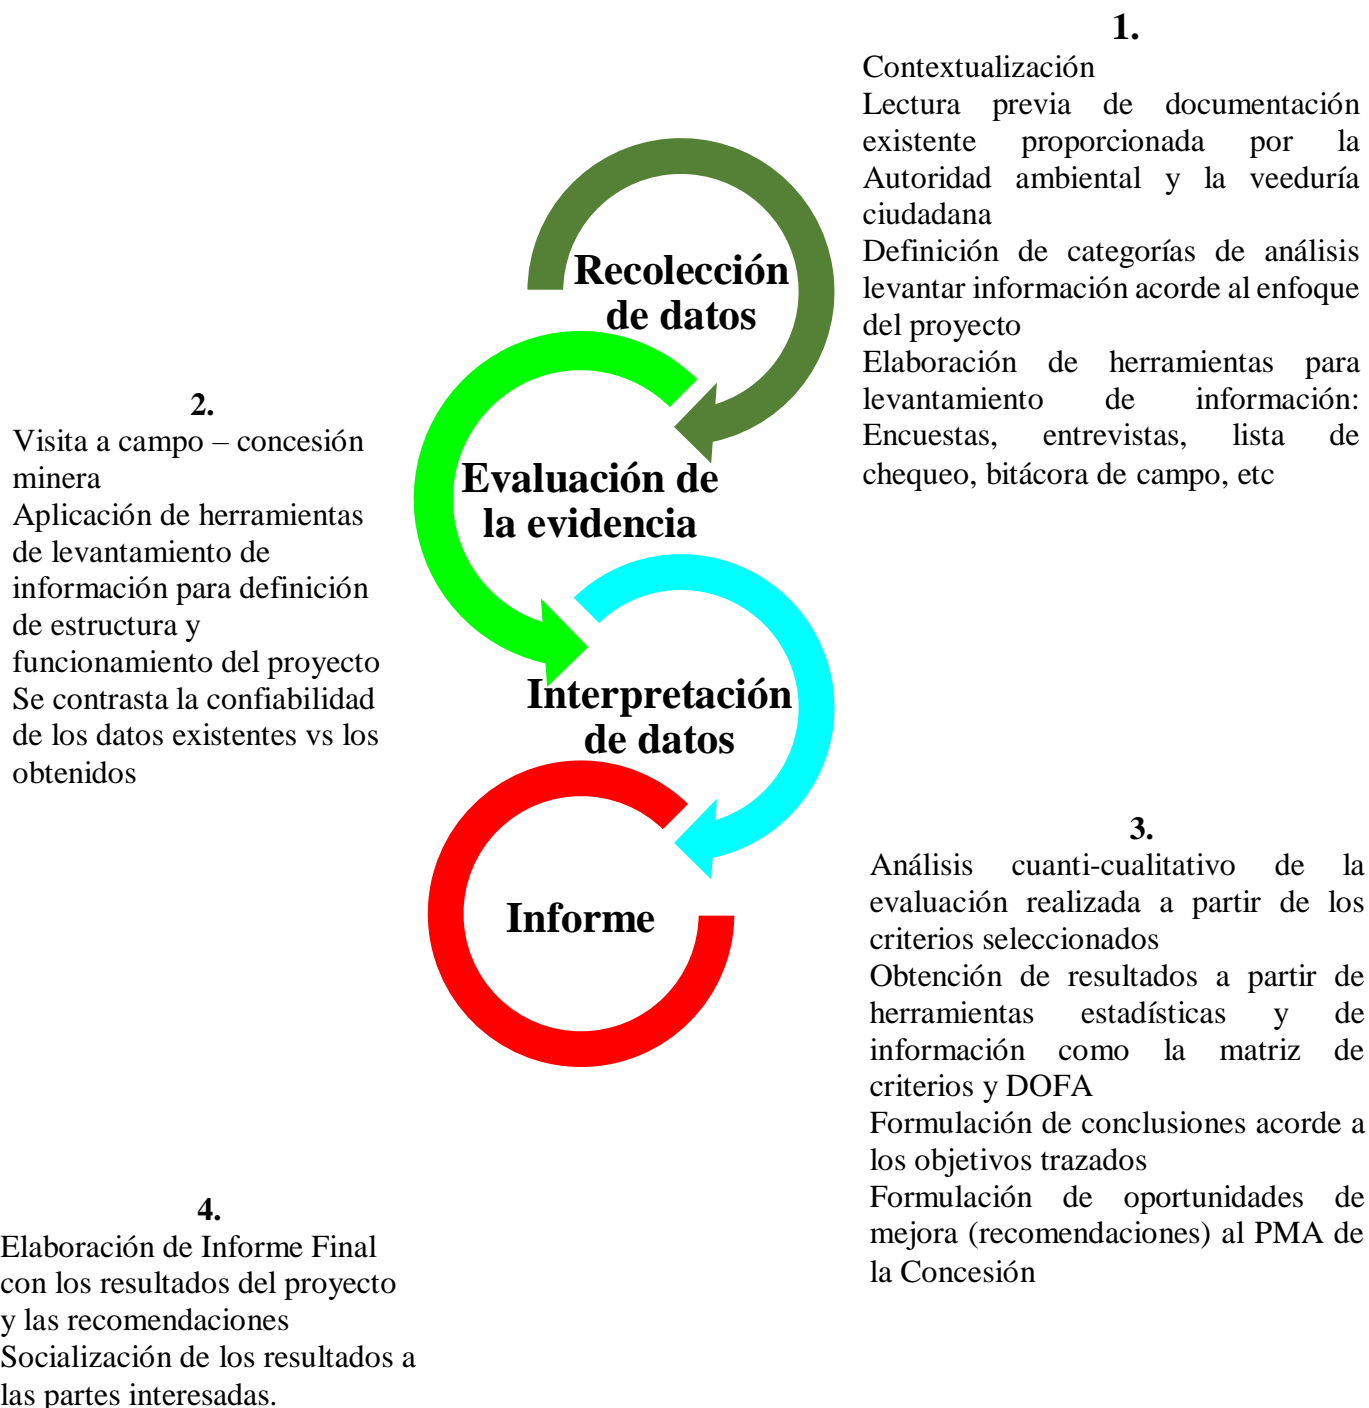 1.
Contextualización
Lectura previa de documentación
existente proporcionada por la
Autoridad ambiental y la veeduría
ciudadana
Definición de categorías de análisis
levantar información acorde al enfoque
del proyecto
Elaboración de herramientas para
levantamiento de información:
Encuestas, entrevistas, lista de
chequeo, bitácora de campo, etc
Recolección
de datos
2.
Visita a campo – concesión
minera
Aplicación de herramientas
de levantamiento de
información para definición
de estructura y
funcionamiento del proyecto
Se contrasta la confiabilidad
de los datos existentes vs los
obtenidos
Evaluación de
la evidencia
Interpretación
de datos
3.
Análisis cuanti-cualitativo de la
evaluación realizada a partir de los
criterios seleccionados
Obtención de resultados a partir de
herramientas estadísticas y de
información como la matriz de
criterios y DOFA
Formulación de conclusiones acorde a
los objetivos trazados
Formulación de oportunidades de
mejora (recomendaciones) al PMA de
la Concesión
Informe
4.
Elaboración de Informe Final
con los resultados del proyecto
y las recomendaciones
Socialización de los resultados a
las partes interesadas.